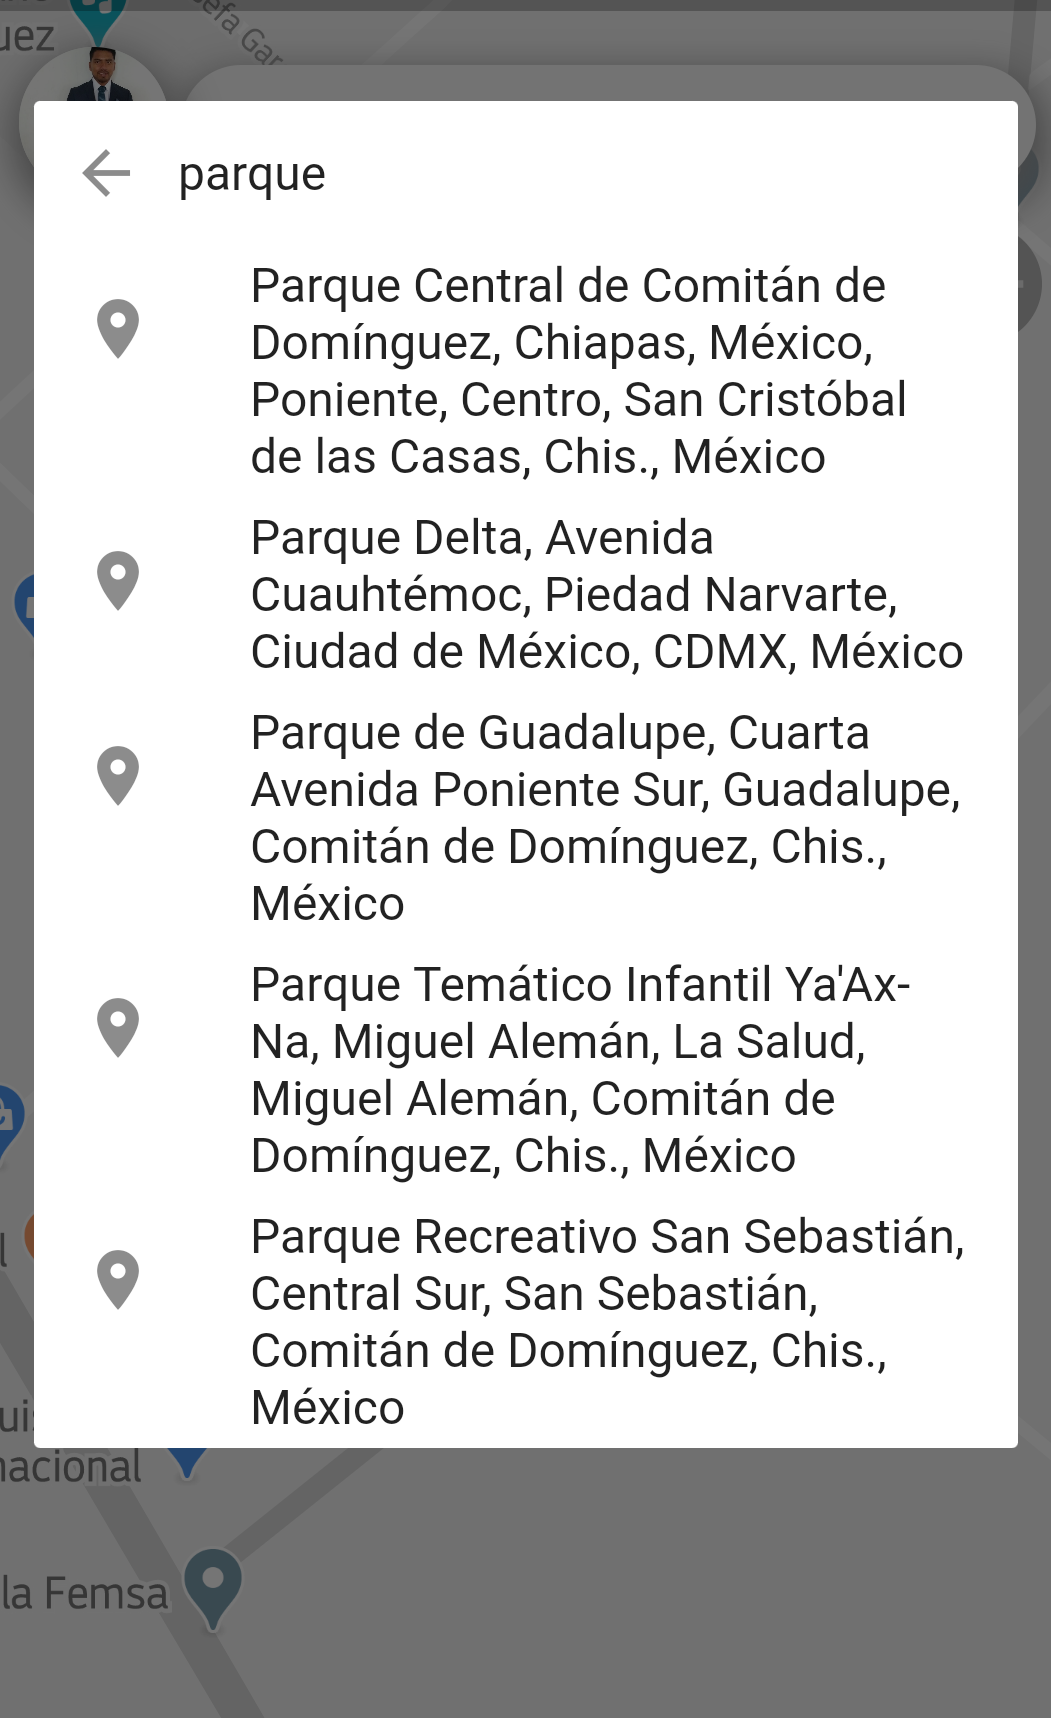 uez
efa Gar
parque
Parque Central de Comitán de
Domínguez, Chiapas, México,
Poniente, Centro, San Cristóbal
de las Casas, Chis., México
Parque Delta, Avenida
Cuauhtémoc, Piedad Narvarte,
Ciudad de México, CDMX, México
Parque de Guadalupe, Cuarta
Avenida Poniente Sur, Guadalupe,
Comitán de Domínguez, Chis.,
México
Parque Temático Infantil Ya'Ax-
Na, Miguel Alemán, La Salud,
Miguel Alemán, Comitán de
Domínguez, Chis., México
Parque Recreativo San Sebastián,
Central Sur, San Sebastián,
Comitán de Domínguez, Chis.,
México
nacional
la Femsa